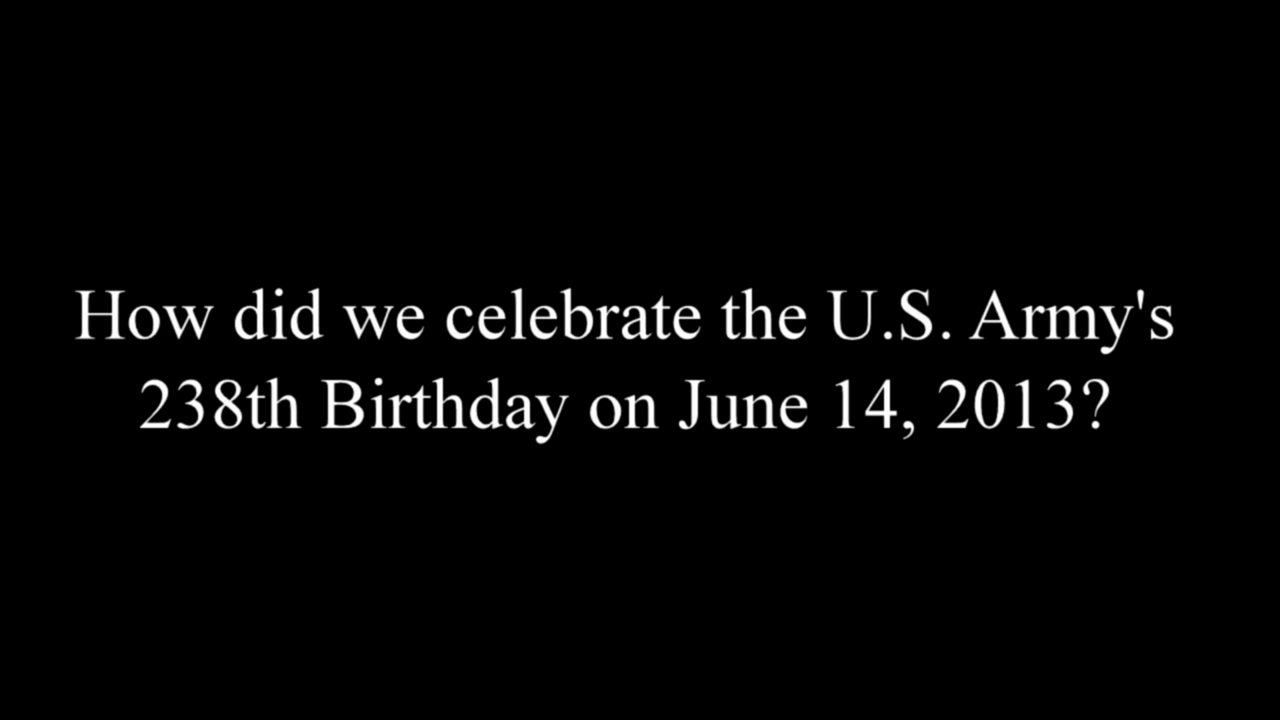 How did we celebrate the U.S. Army's
238th Birthday on June 14, 2013?